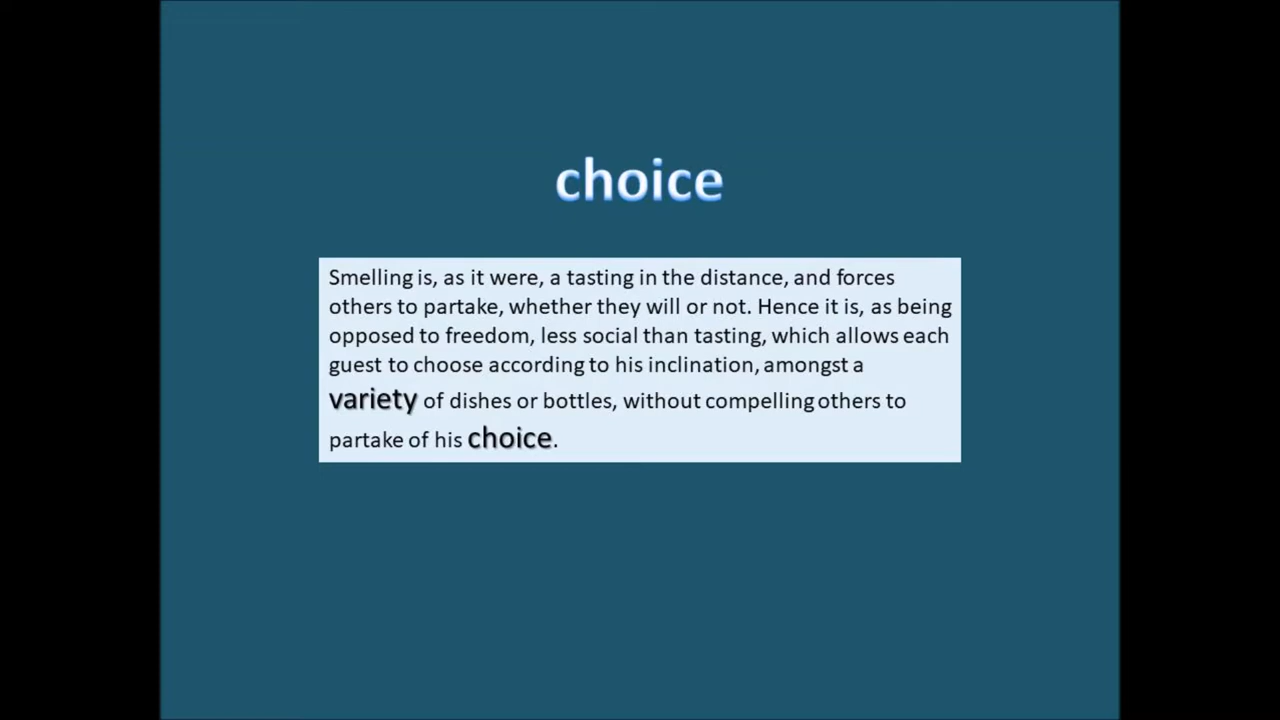 choice
Smelling is, as it were, a tasting in the distance, and forces
others to partake, whether they will or not. Hence it is, as being
opposed to freedom, less social than tasting, which allows each
guest to choose according to his inclination, amongst a
variety of dishes or bottles, without compelling others to
partake of his choice.